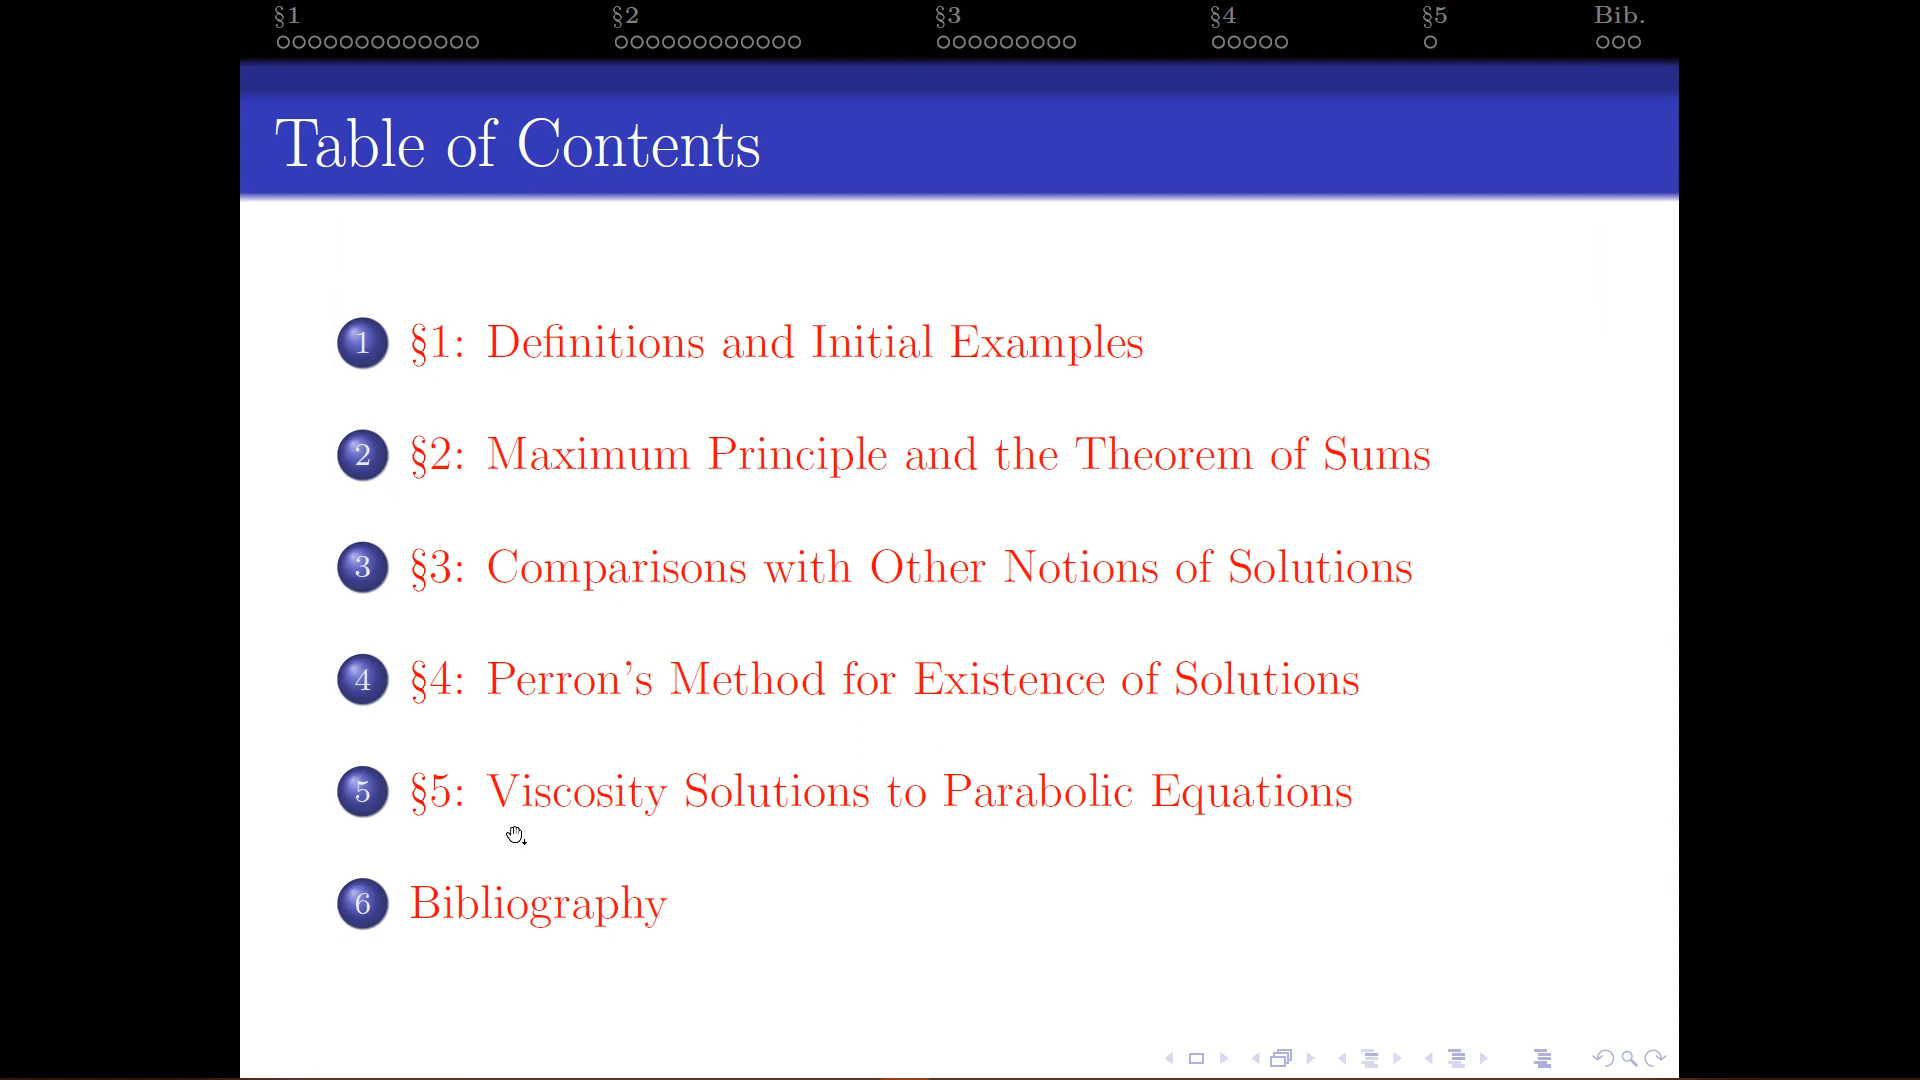 §1 §2 §3 §4 §5 Bib.
Table of Contents
1 §1: Definitions and Initial Examples
2 §2: Maximum Principle and the Theorem of Sums
3 §3: Comparisons with Other Notions of Solutions
4 §4: Perron's Method for Existence of Solutions
5 §5: Viscosity Solutions to Parabolic Equations
6 Bibliography